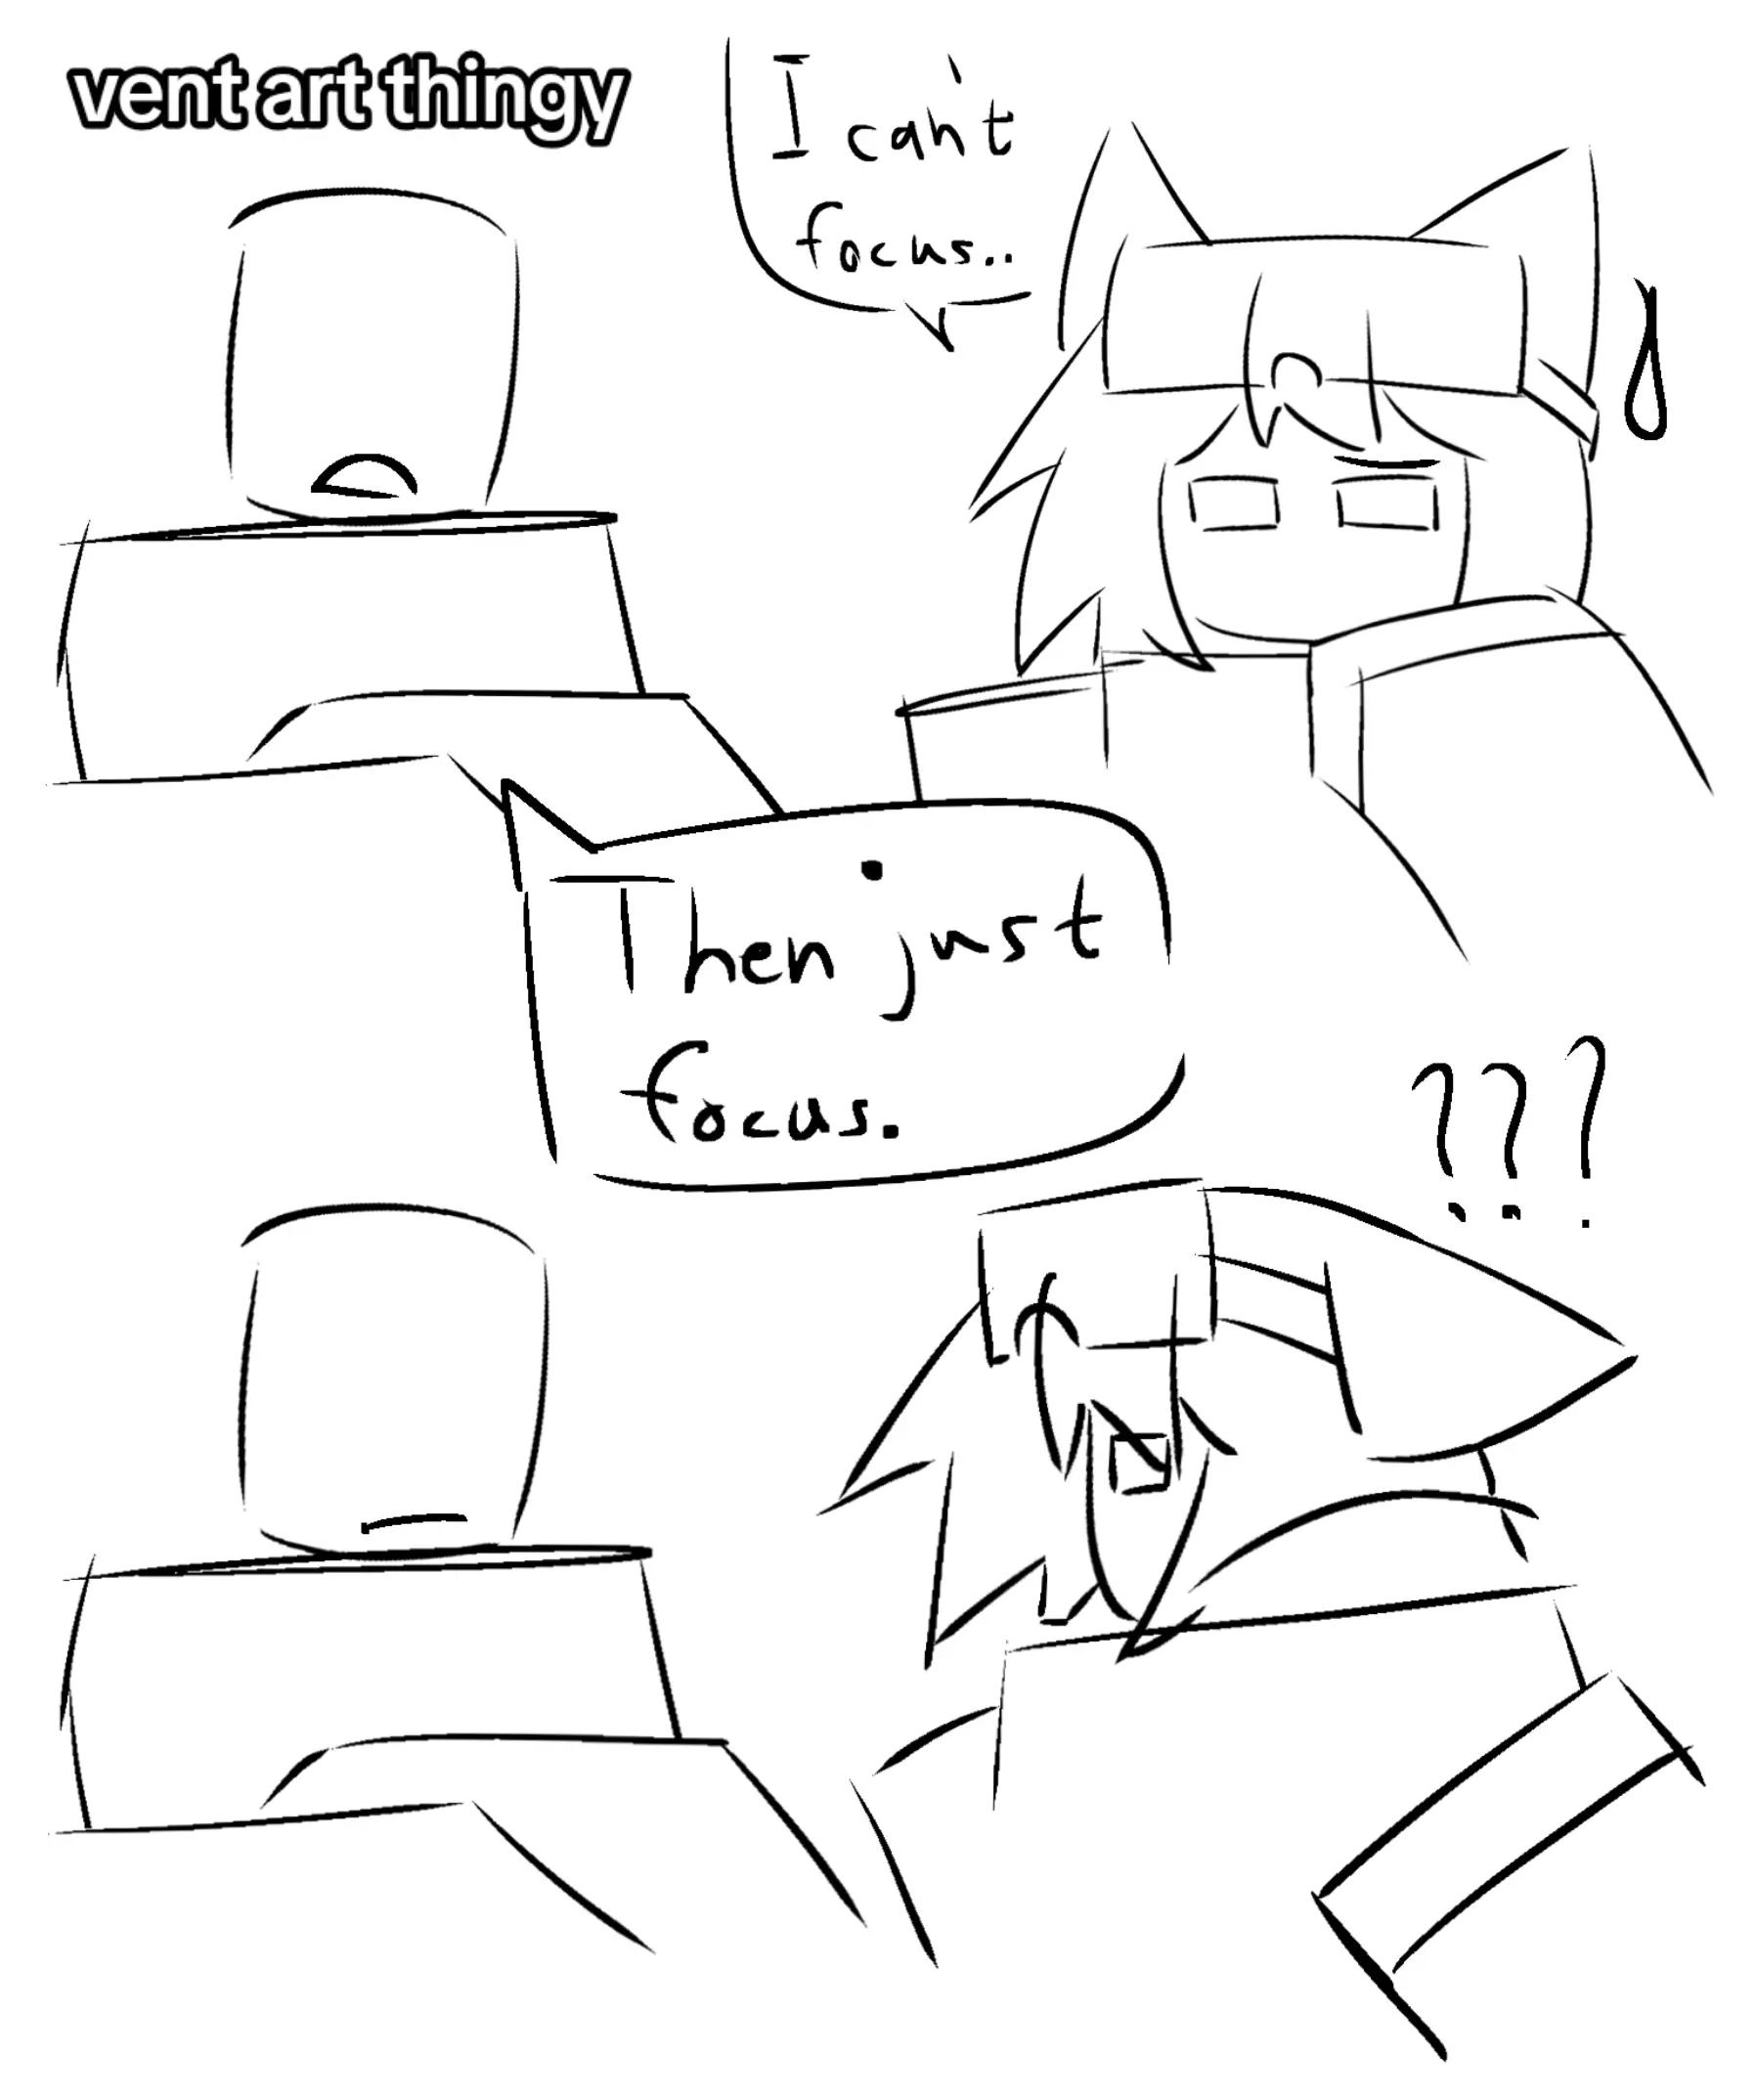 vent art thingy
I can't
focus..
Then just
focus.
???